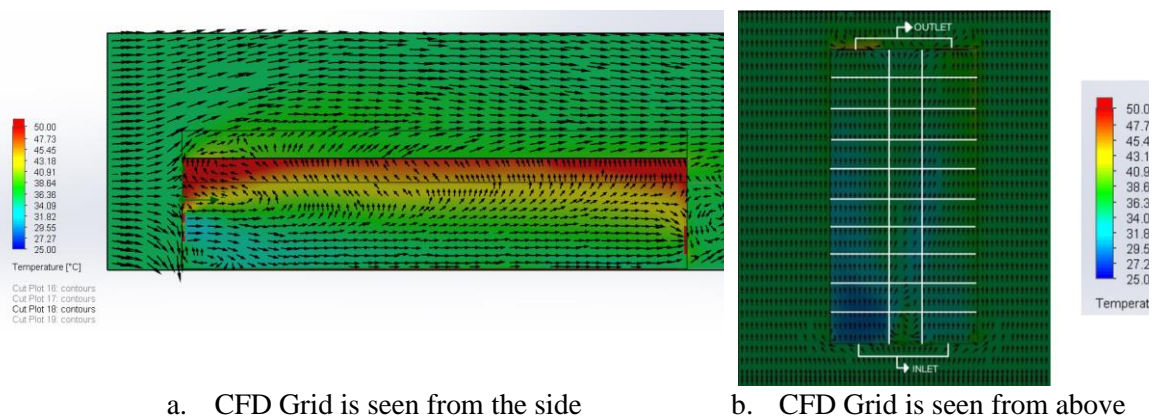 50.00
47.73
45.45
43.18
40.91
38.64
36.36
34.09
31.82
29.55
27.27
25.00
Temperature [°C]
Cut Plot 16: contours
Cut Plot 17: contours
Cut Plot 18: contours
Cut Plot 19: contours
OUTLET
INLET
50.0
47.7
45.4
43.1
40.9
38.6
36.3
34.0
31.8
29.5
27.2
25.0
Temperat
a. CFD Grid is seen from the side
b. CFD Grid is seen from above